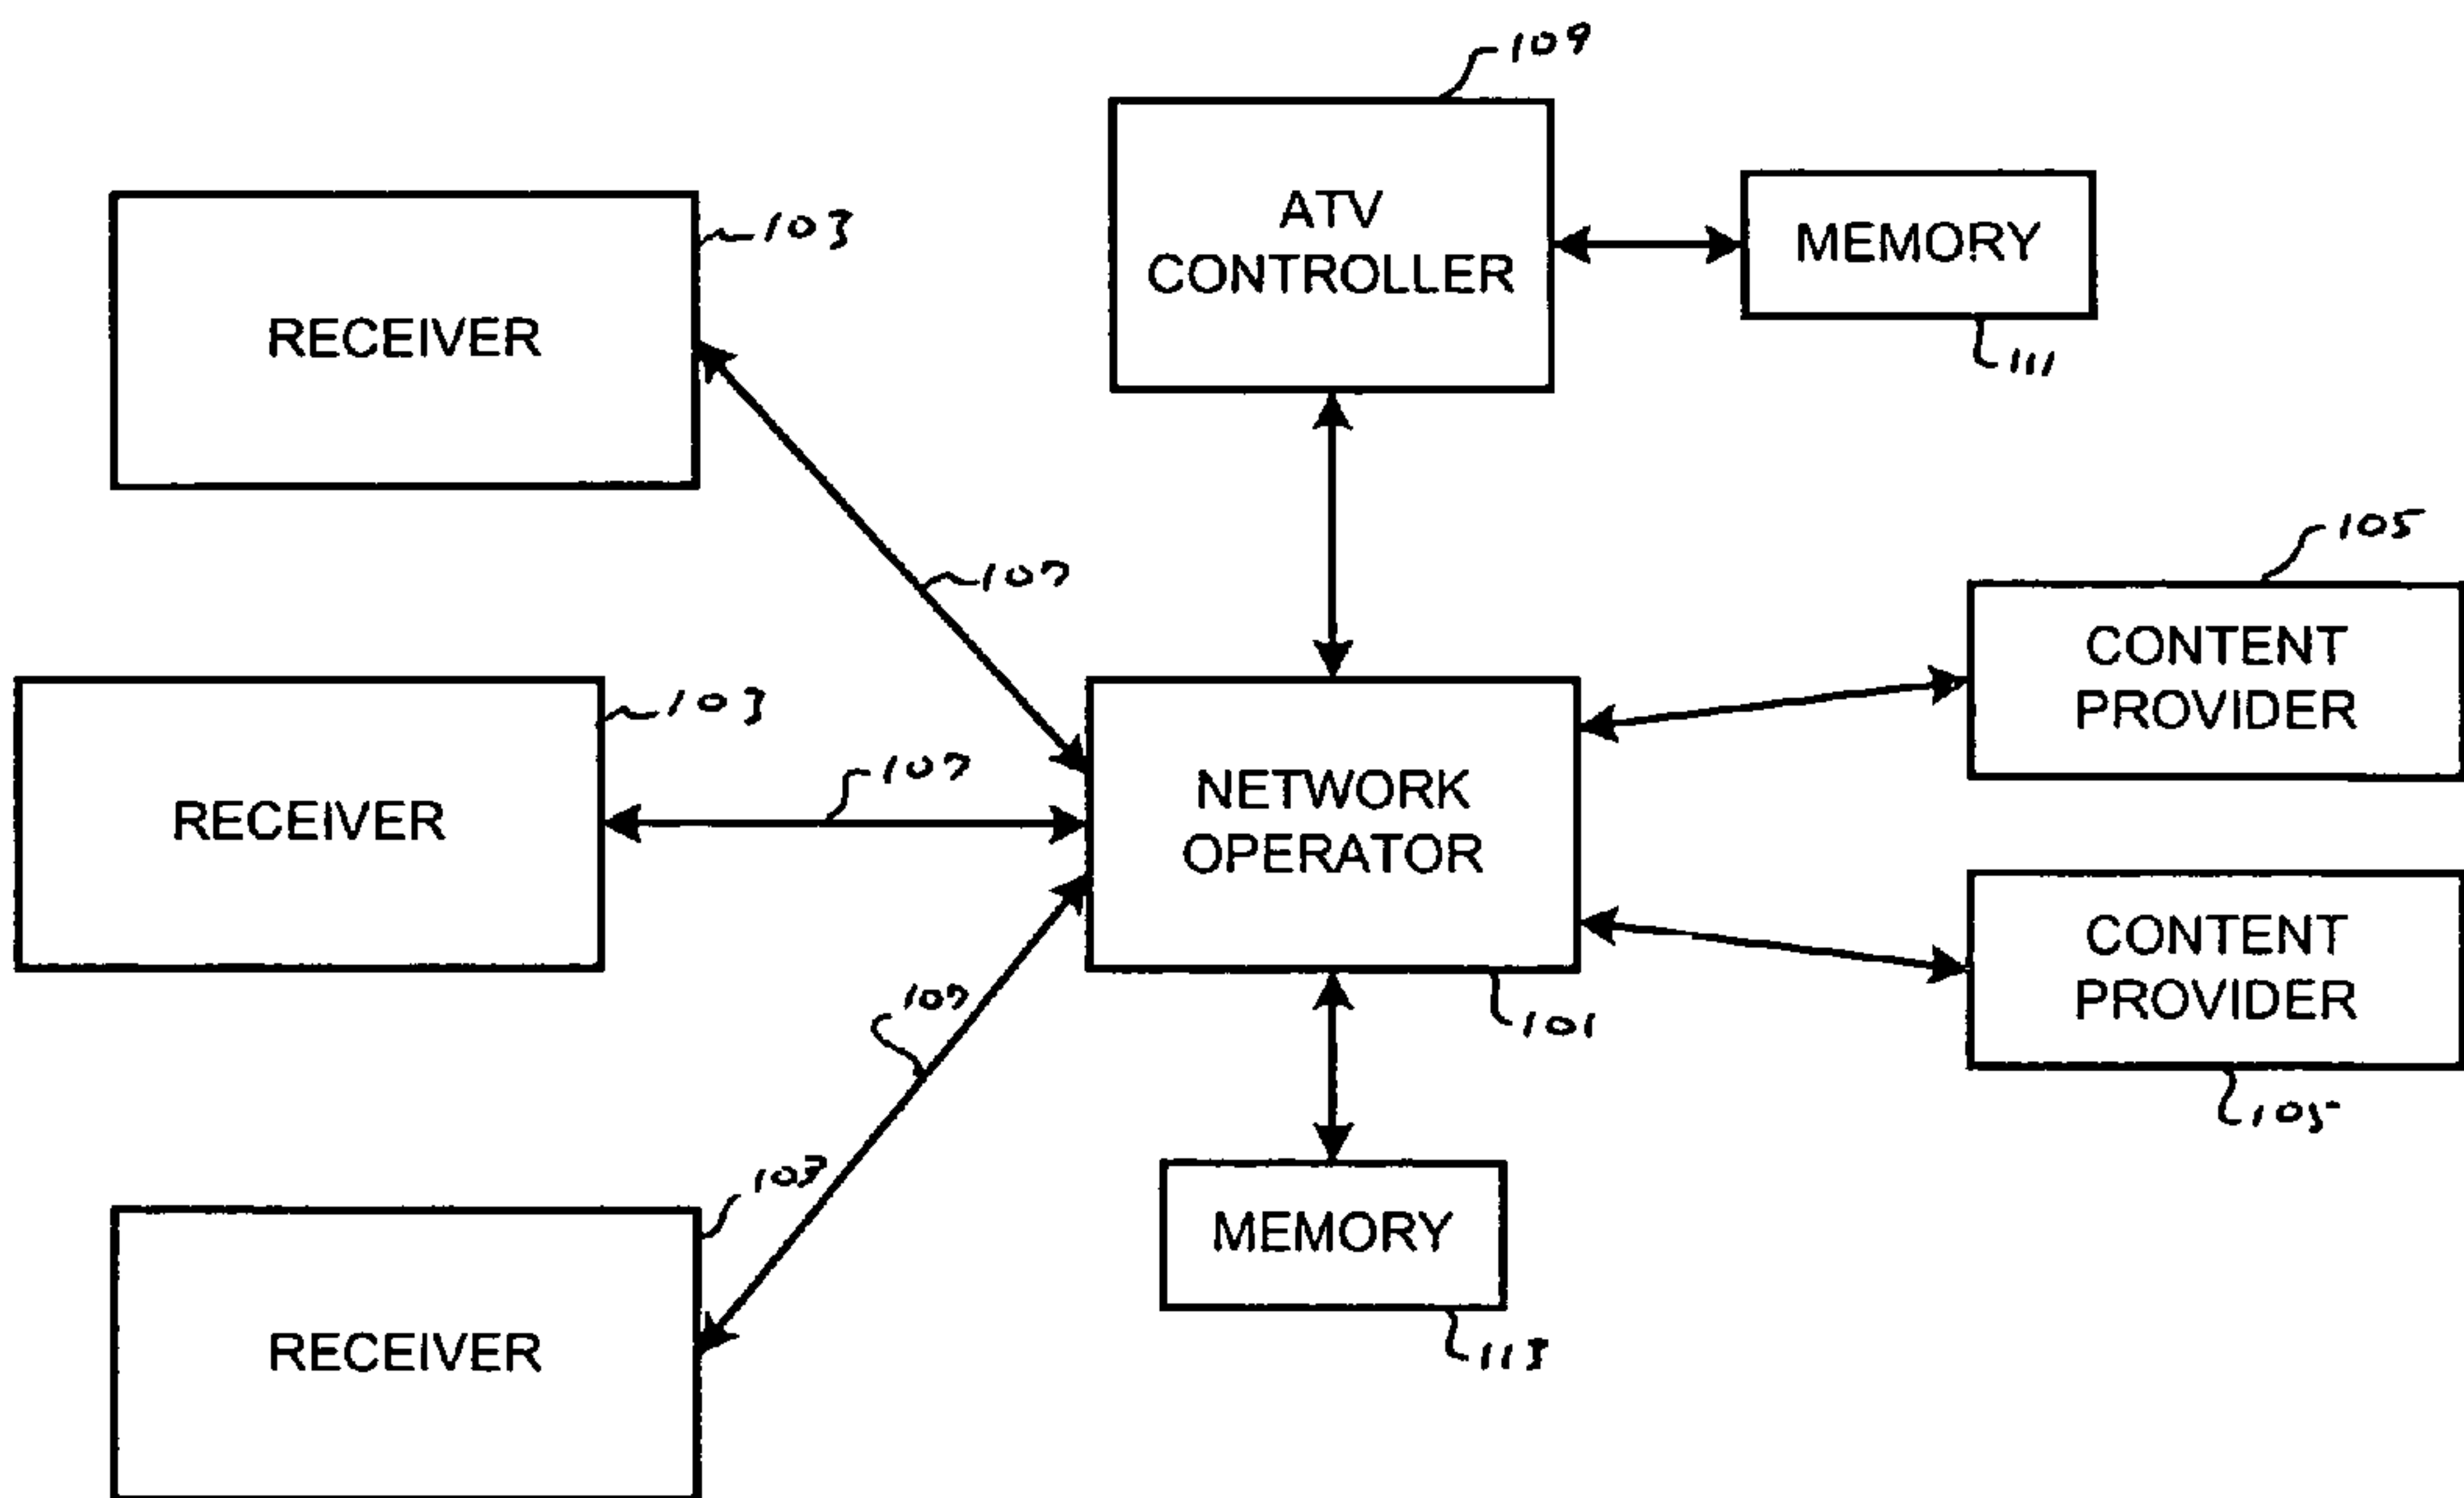 109
ATV
CONTROLLER
MEMORY
111
103
RECEIVER
107
105
CONTENT
PROVIDER
103
RECEIVER
107
NETWORK
OPERATOR
101
CONTENT
PROVIDER
105
107
103
RECEIVER
MEMORY
113